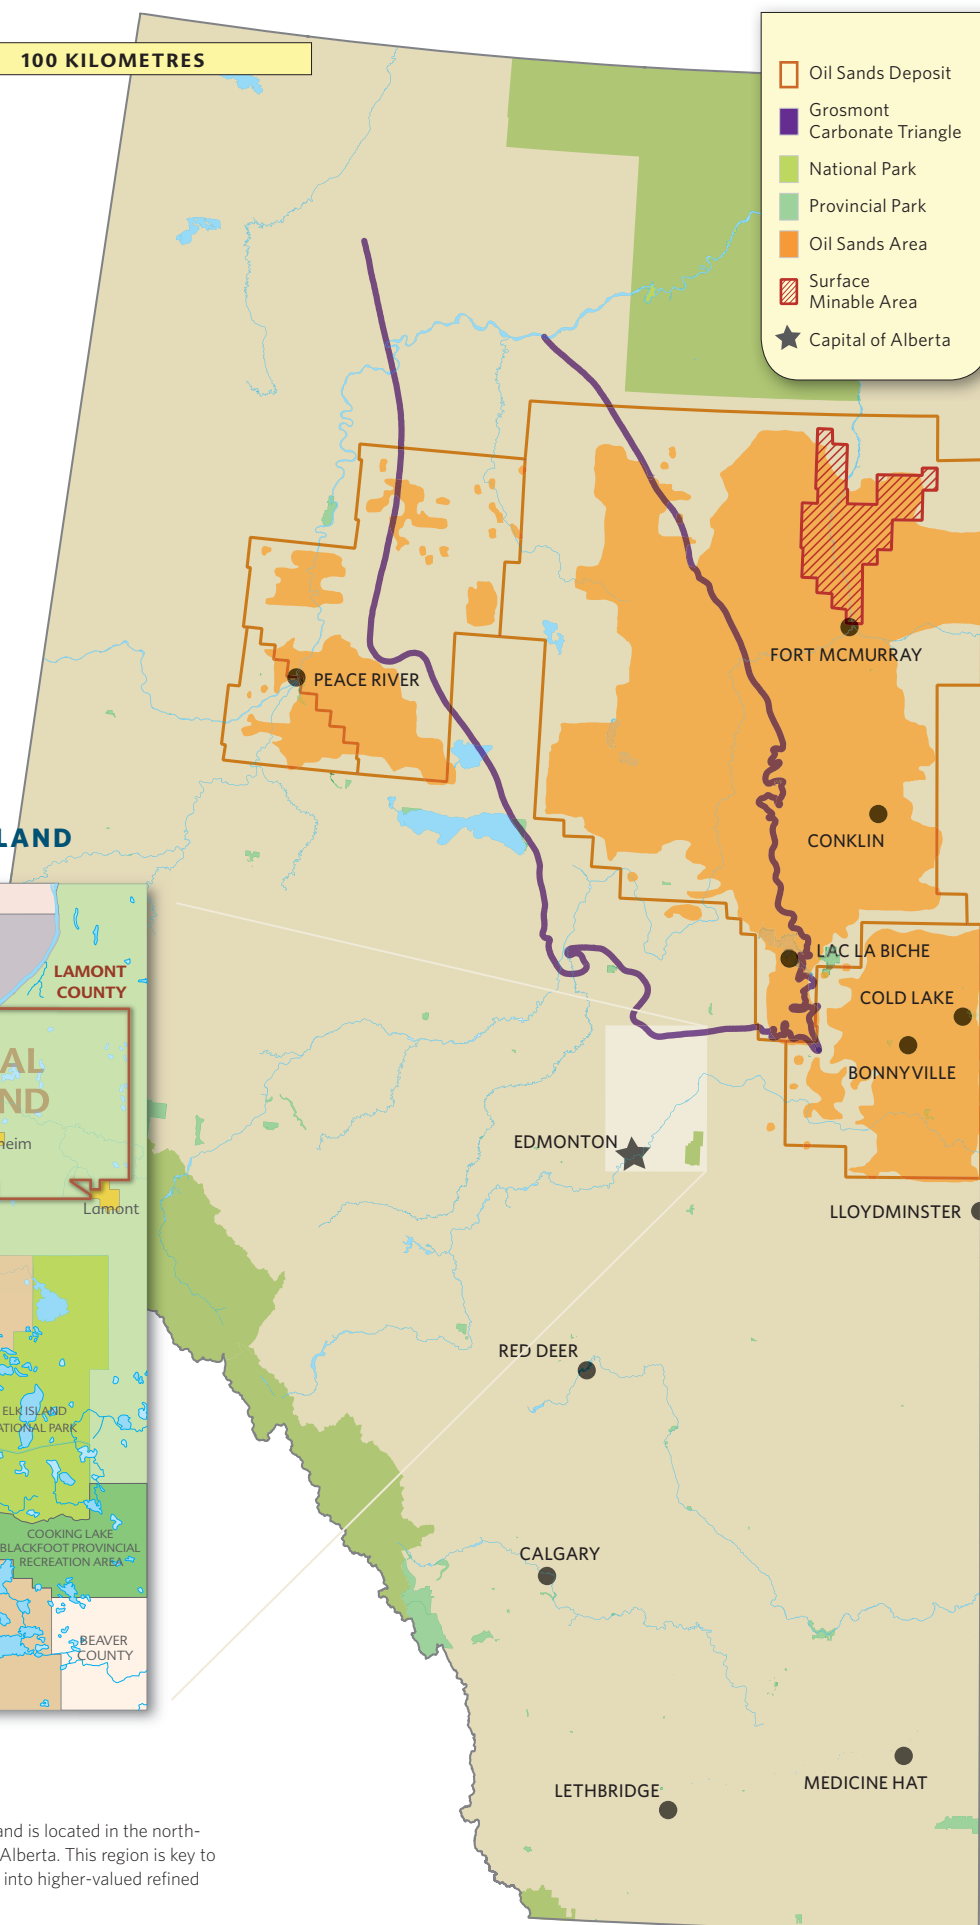 100 KILOMETRES
Oil Sands Deposit
Grosmont
Carbonate Triangle
National Park
Provincial Park
Oil Sands Area
Surface
Minable Area
Capital of Alberta
FORT MCMURRAY
PEACE RIVER
CONKLIN
LAND
LAC LA BICHE
LAMONT
COUNTY
COLD LAKE
BONNYVILLE
AL
ND
heim
EDMONTON
Lamont
LLOYDMINSTER
RED DEER
ELK ISLAND
ATIONAL PARK
COOKING LAKE
BLACKFOOT PROVINCIAL
RECREATION AREA
CALGARY
BEAVER
COUNTY
MEDICINE HAT
LETHBRIDGE
and is located in the north-
Alberta. This region is key to
into higher-valued refined